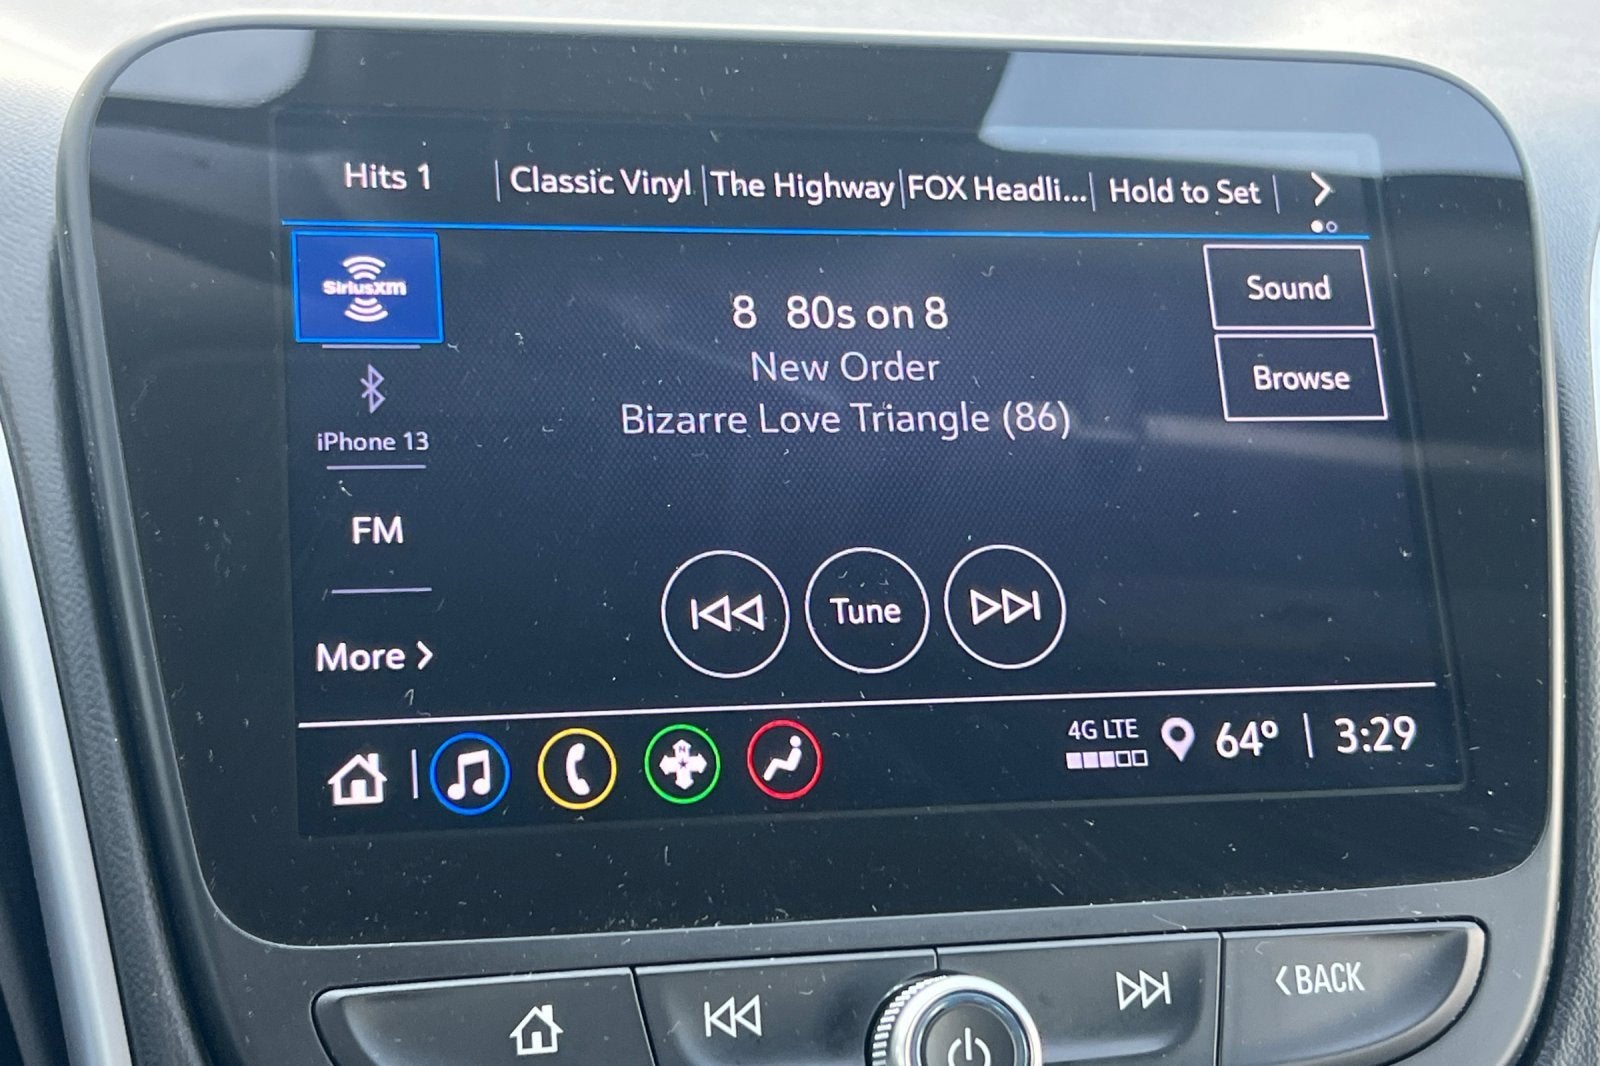 Hits 1
Classic Vinyl
The Highway
FOX Headli...
Hold to Set
SiriusXM
8 80s on 8
New Order
Bizarre Love Triangle (86)
Sound
Browse
iPhone 13
FM
More
Tune
4G LTE
64°
3:29
N
BACK